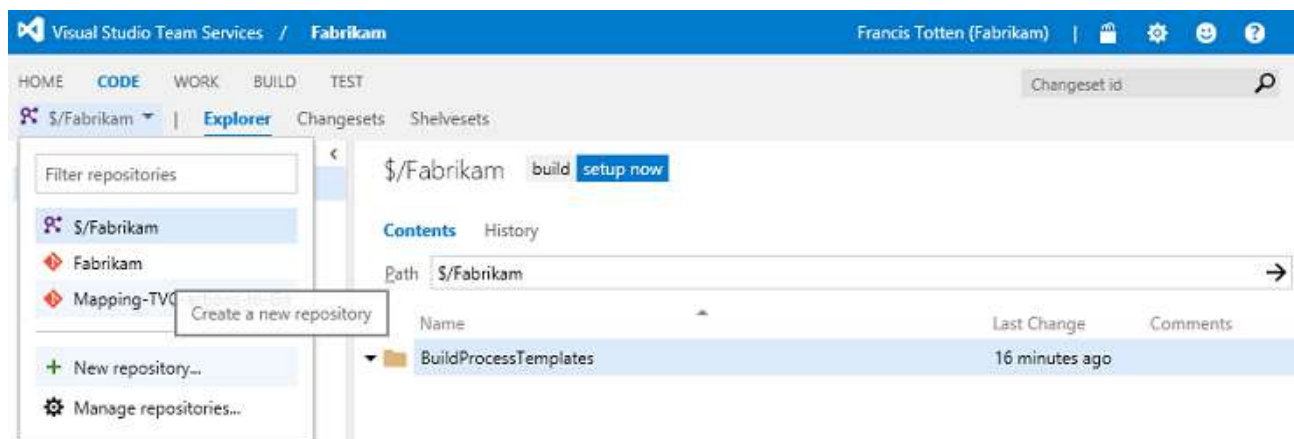 Visual Studio Team Services / Fabrikam Francis Totten (Fabrikam) |
HOME CODE WORK BUILD TEST Changeset id
$/Fabrikam | Explorer Changesets Shelvesets
Filter repositories
$/Fabrikam
Fabrikam
Mapping-TVC
Create a new repository
New repository...
Manage repositories...
$/Fabrikam build setup now
Contents History
Path $/Fabrikam
Name Last Change Comments
BuildProcessTemplates 16 minutes ago